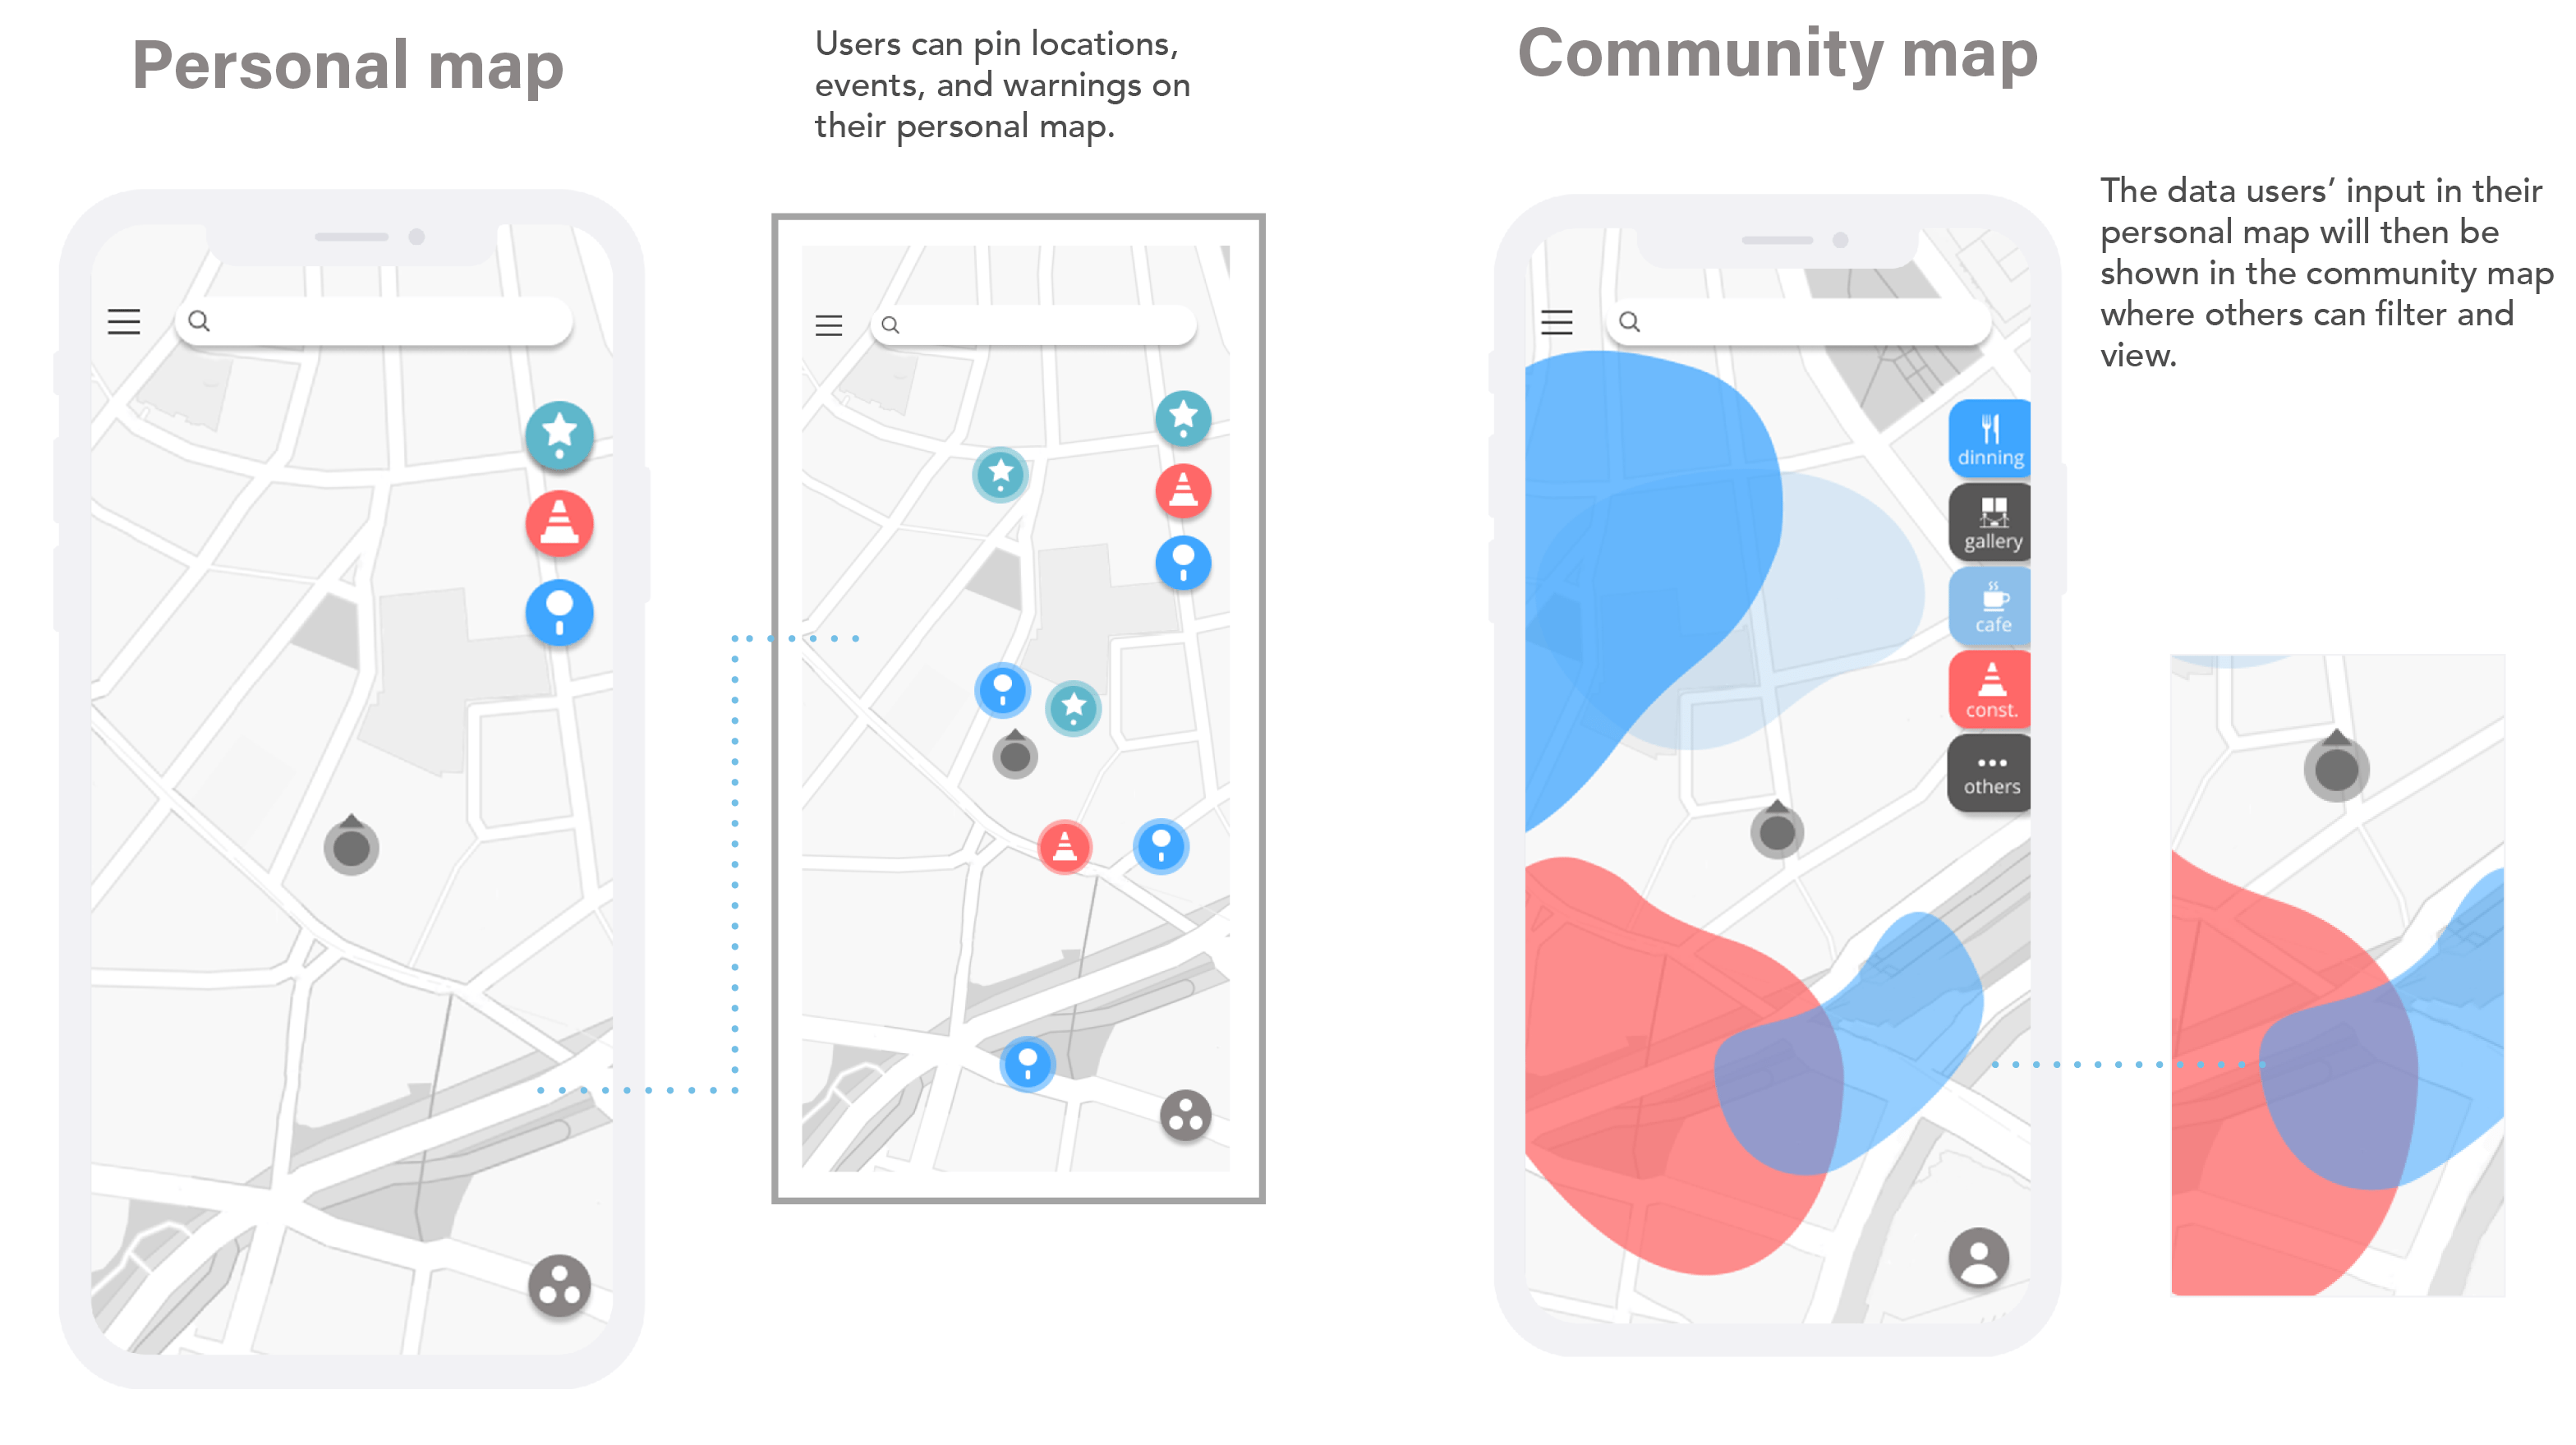 Personal map
Users can pin locations,
events, and warnings on
their personal map.
Community map
The data users’ input in their
personal map will then be
shown in the community map
where others can filter and
view.
dinning
gallery
cafe
const.
others